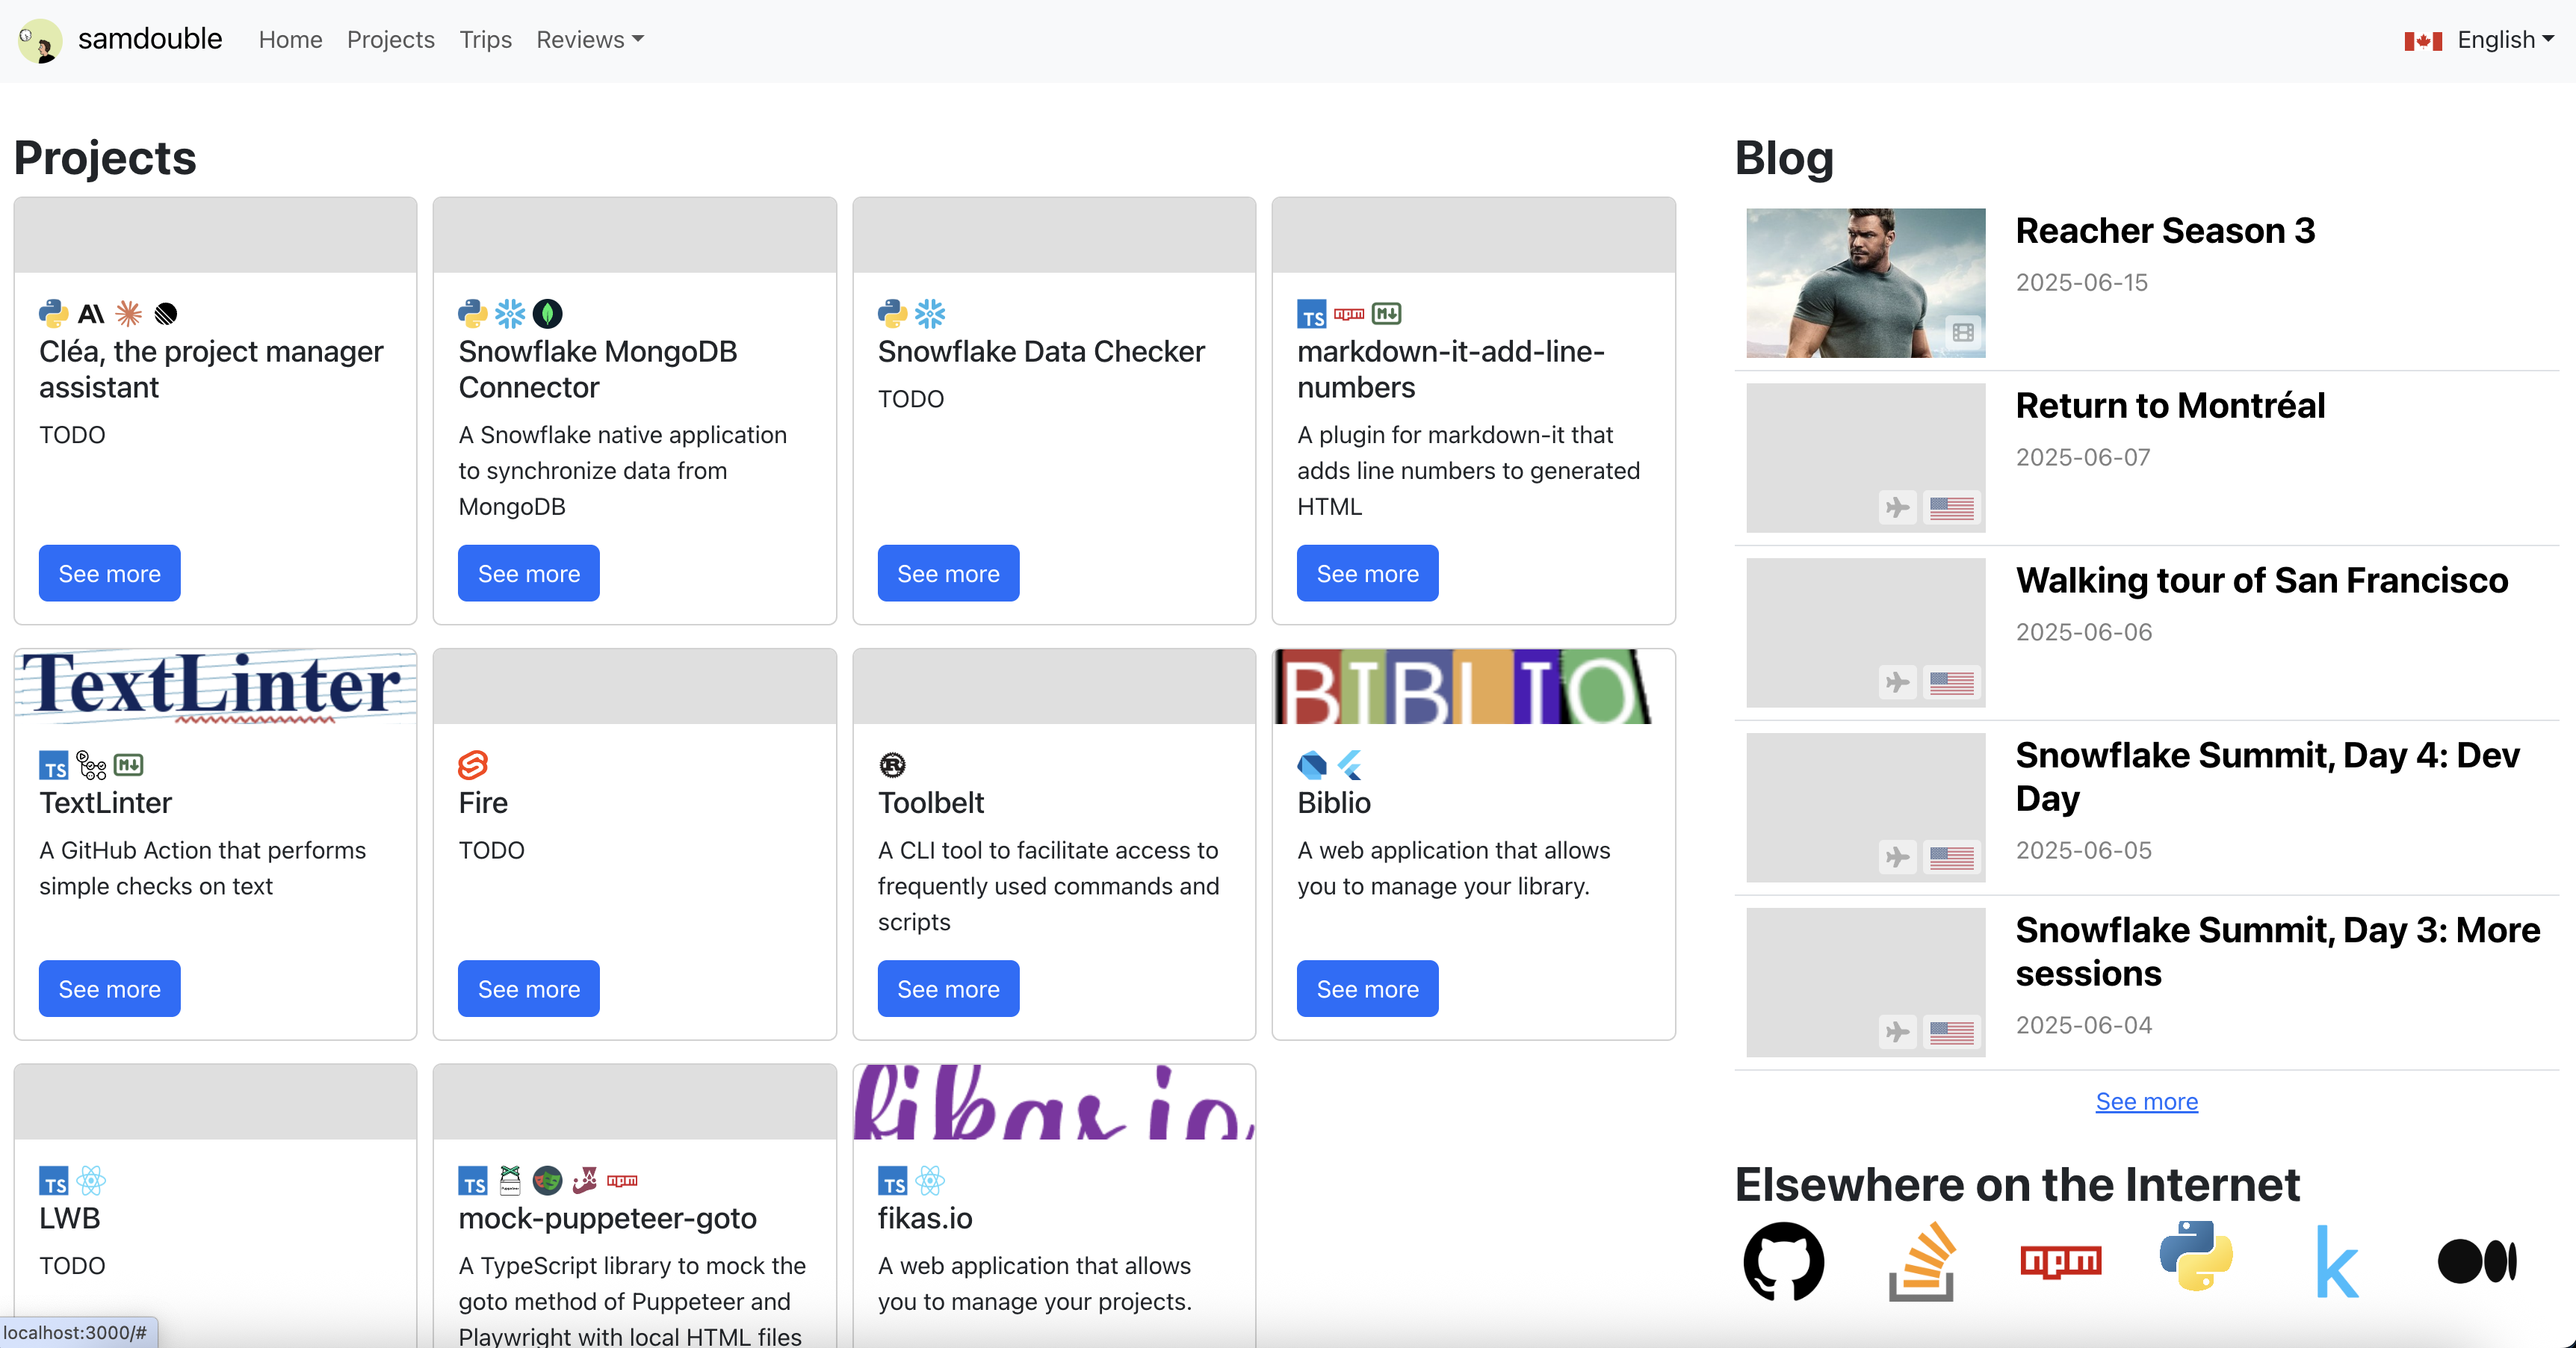 samdouble Home Projects Trips Reviews English
Projects
Cléa, the project manager
assistant
TODO
See more
Snowflake MongoDB
Connector
A Snowflake native application
to synchronize data from
MongoDB
See more
Snowflake Data Checker
TODO
See more
TS npm M
markdown-it-add-line-
numbers
A plugin for markdown-it that
adds line numbers to generated
HTML
See more
TextLinter
TS M
TextLinter
A GitHub Action that performs
simple checks on text
See more
Fire
TODO
See more
R
Toolbelt
A CLI tool to facilitate access to
frequently used commands and
scripts
See more
BIBLIO
Biblio
A web application that allows
you to manage your library.
See more
TS
LWB
TODO
TS npm
mock-puppeteer-goto
A TypeScript library to mock the
goto method of Puppeteer and
Playwright with local HTML files
fikas.io
TS
fikas.io
A web application that allows
you to manage your projects.
Blog
Reacher Season 3
2025-06-15
Return to Montréal
2025-06-07
Walking tour of San Francisco
2025-06-06
Snowflake Summit, Day 4: Dev
Day
2025-06-05
Snowflake Summit, Day 3: More
sessions
2025-06-04
See more
Elsewhere on the Internet
npm k
localhost:3000/#